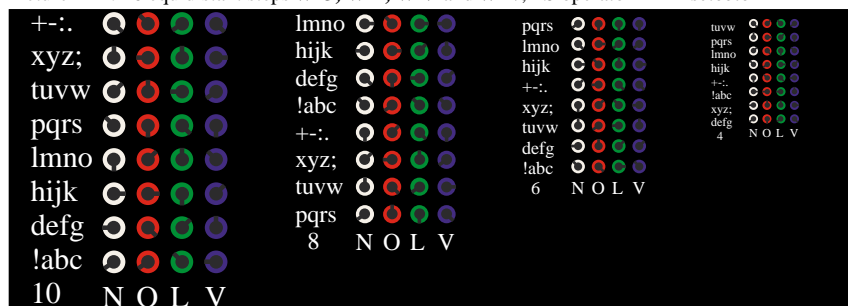 +-:.
xyz;
tuvw
pqrs
lmno
hijk
defg
!abc
10 N O L V
lmno
hijk
defg
!abc
+-:.
xyz;
tuvw
pqrs
8 N O L V
pqrs
lmno
hijk
+-:.
xyz;
tuvw
defg
!abc
6 N O L V
tuvw
pqrs
lmno
hijk
+-:.
!abc
xyz;
defg
4 N O L V